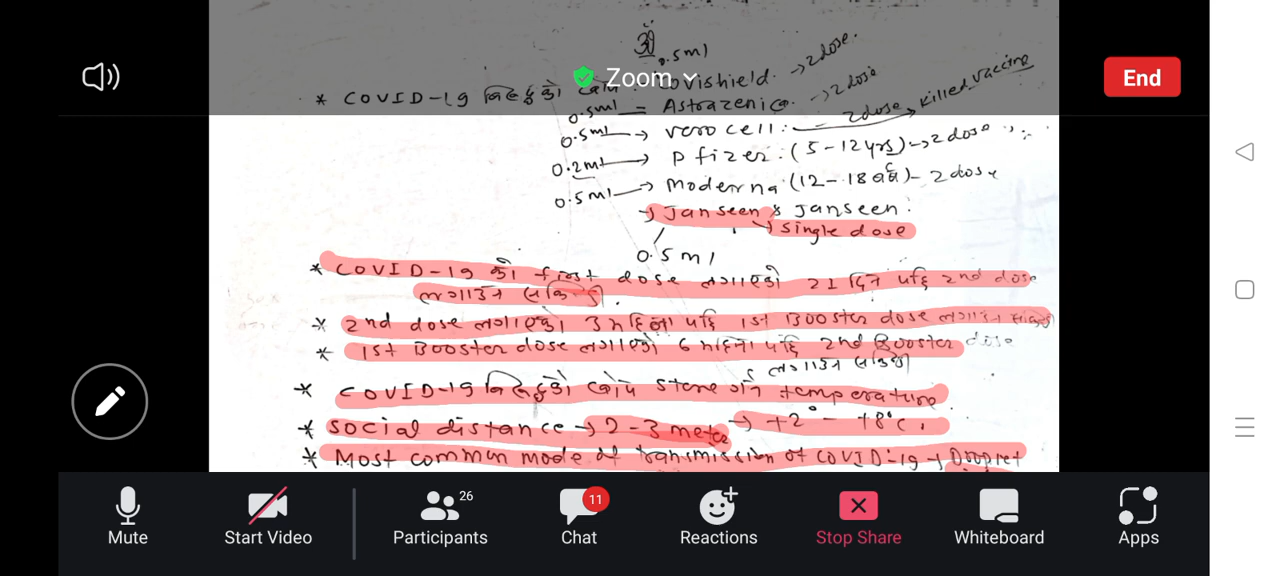 0.5ml
Zoom
Covishield. → 2 dose.
End
* COVID-19 विरुद्धको खोप
0.5ml = Astrazenica. → 2 dose
0.5ml → vero cell: 2 dose, killed vaccine
0.2ml → Pfizer: (5-12 yrs) → 2 dose
0.5ml → Moderna (12-18 वर्ष) - 2 dose
→ Janseen & Janseen:
↳ single dose
0.5ml
* COVID-19 को first dose लगाएको 21 दिन पछि 2nd dose
लगाउन सकिन्छ.
* 2nd dose लगाएको 3 महिना पछि 1st Booster dose लगाउन
* 1st Booster dose लगाएको 6 महिना पछि 2nd Booster dose
लगाउन सकिन्छ
* COVID-19 विरुद्धको खोप store गर्ने temperature
* social distance → 2-3 meter → +2° - +8°C.
* Most common mode of transmission of COVID-19 → Droplet
26
11
Mute
Start Video
Participants
Chat
Reactions
Stop Share
Whiteboard
Apps